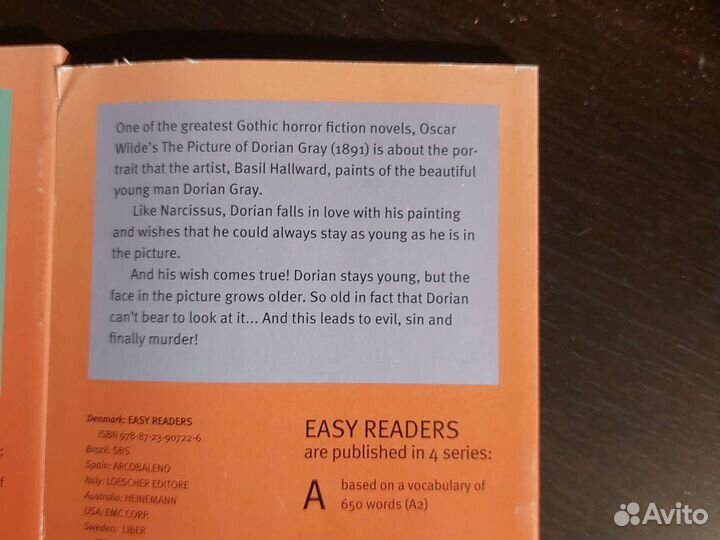 One of the greatest Gothic horror fiction novels, Oscar
Wilde's The Picture of Dorian Gray (1891) is about the por-
trait that the artist, Basil Hallward, paints of the beautiful
young man Dorian Gray.
Like Narcissus, Dorian falls in love with his painting
and wishes that he could always stay as young as he is in
the picture.
And his wish comes true! Dorian stays young, but the
face in the picture grows older. So old in fact that Dorian
can't bear to look at it... And this leads to evil, sin and
finally murder!
Denmark: EASY READERS
ISBN 978-87-23-90722-6
Brazil: SBS
Spain: ARCOBALENO
Italy: LOESCHER EDITORE
Australia: HEINEMANN
USA: EMC CORP.
Sweden: LIBER
EASY READERS
are published in 4 series:
A based on a vocabulary of
650 words (A2)
Avito